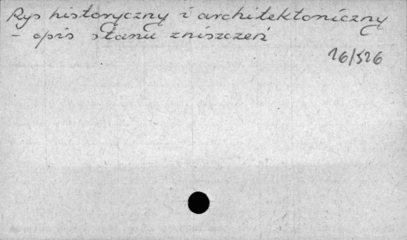 Rys historyczny i architektoniczny
- opis stanu zniszczeń
16/526